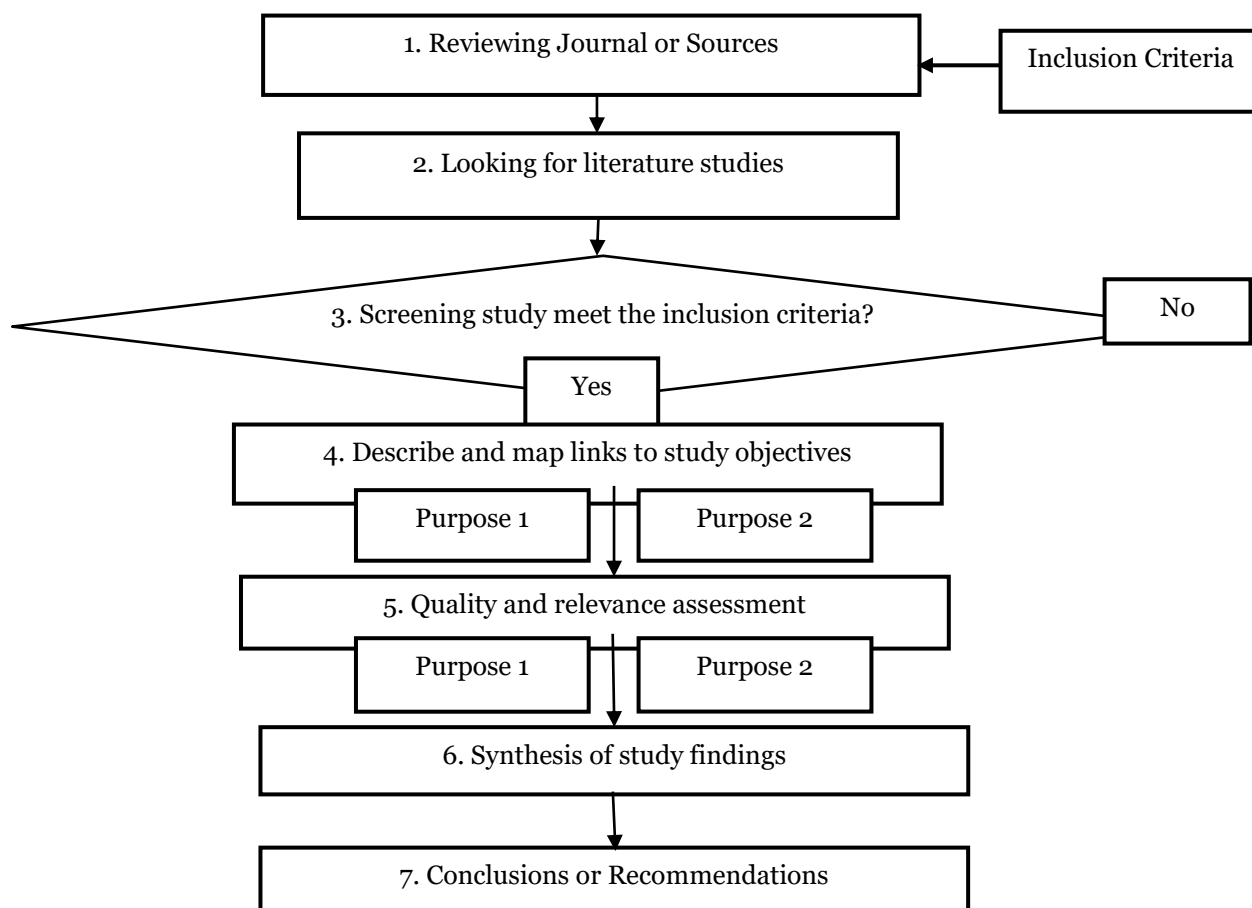 1. Reviewing Journal or Sources
Inclusion Criteria
2. Looking for literature studies
3. Screening study meet the inclusion criteria?
No
Yes
4. Describe and map links to study objectives
Purpose 1
Purpose 2
5. Quality and relevance assessment
Purpose 1
Purpose 2
6. Synthesis of study findings
7. Conclusions or Recommendations